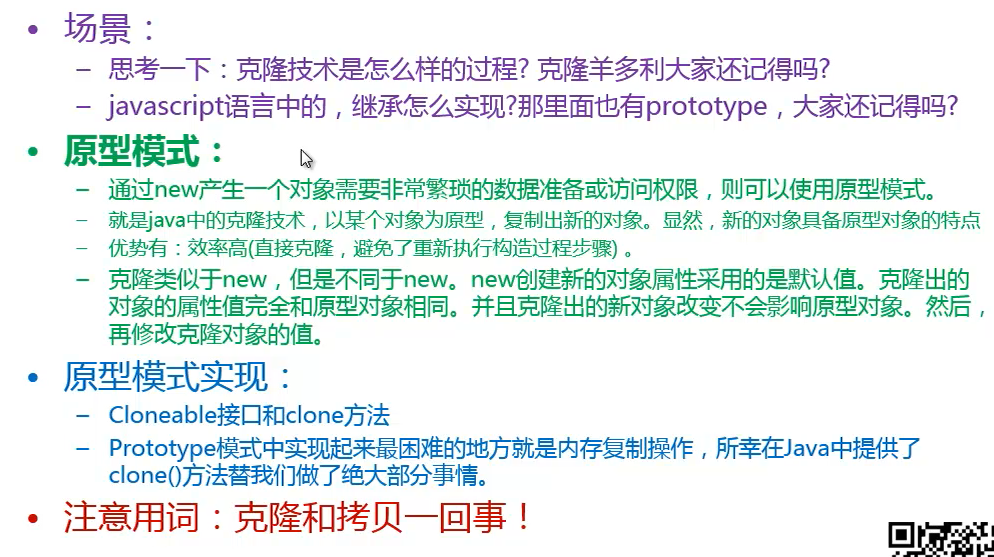 • 场景：
– 思考一下：克隆技术是怎么样的过程? 克隆羊多利大家还记得吗?
– javascript语言中的，继承怎么实现?那里面也有prototype，大家还记得吗?
• 原型模式：
– 通过new产生一个对象需要非常繁琐的数据准备或访问权限，则可以使用原型模式。
– 就是java中的克隆技术，以某个对象为原型，复制出新的对象。显然，新的对象具备原型对象的特点
– 优势有：效率高(直接克隆，避免了重新执行构造过程步骤) 。
– 克隆类似于new，但是不同于new。new创建新的对象属性采用的是默认值。克隆出的
对象的属性值完全和原型对象相同。并且克隆出的新对象改变不会影响原型对象。然后，
再修改克隆对象的值。
• 原型模式实现：
– Cloneable接口和clone方法
– Prototype模式中实现起来最困难的地方就是内存复制操作，所幸在Java中提供了
clone()方法替我们做了绝大部分事情。
• 注意用词：克隆和拷贝一回事！